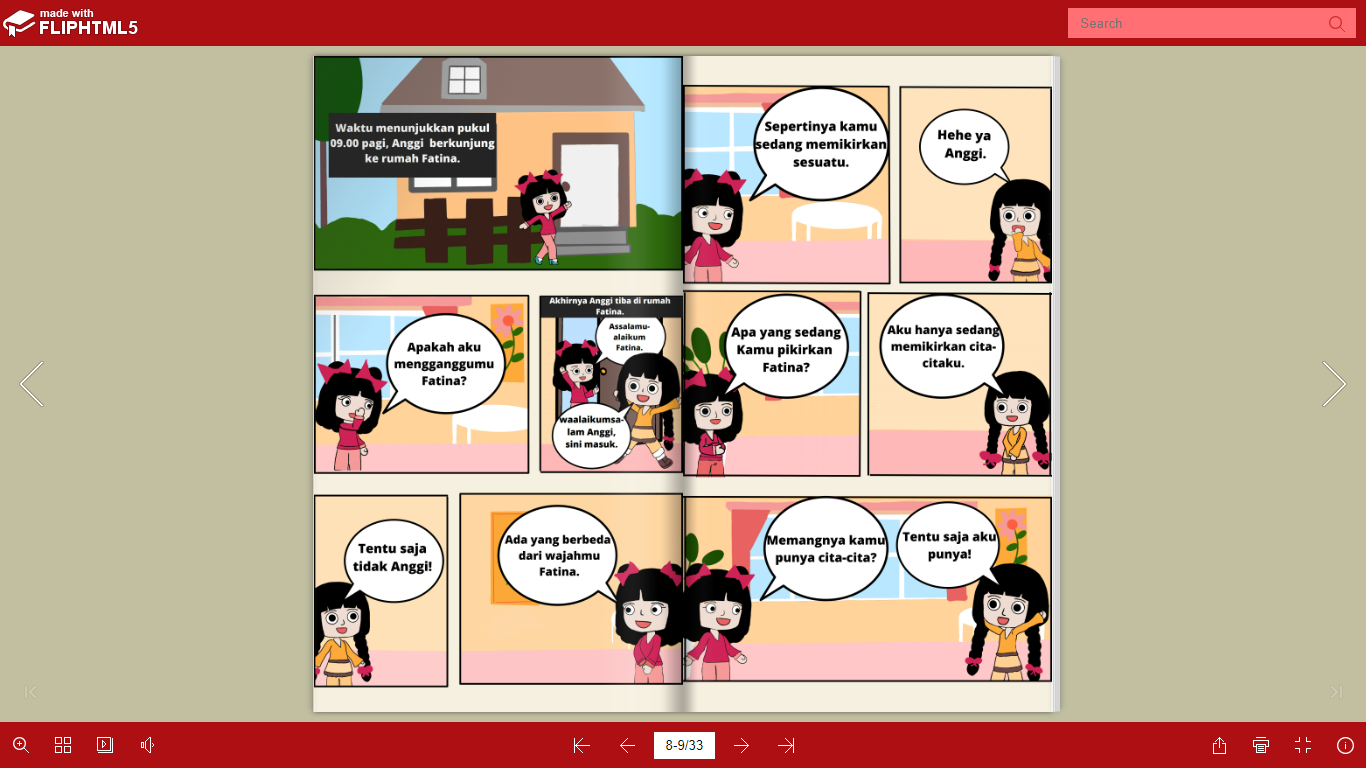 made with
FLIPHTML5
Search
Waktu menunjukkan pukul
09.00 pagi, Anggi berkunjung
ke rumah Fatina.
Apakah aku
mengganggumu
Fatina?
Akhirnya Anggi tiba di rumah
Fatina.
Assalamu-
alaikum
Fatina.
waalaikumsa-
lam Anggi,
sini masuk.
Tentu saja
tidak Anggi!
Ada yang berbeda
dari wajahmu
Fatina.
Sepertinya kamu
sedang memikirkan
sesuatu.
Hehe ya
Anggi.
Apa yang sedang
Kamu pikirkan
Fatina?
Aku hanya sedang
memikirkan cita-
citaku.
Memangnya kamu
punya cita-cita?
Tentu saja aku
punya!
8-9/33